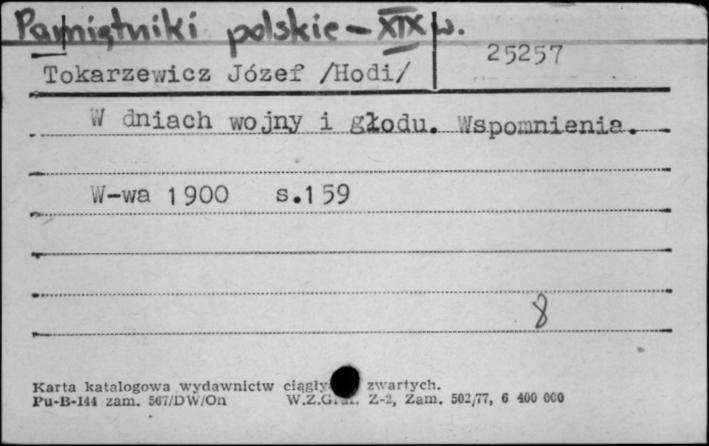 Pamiętniki polskie - XIX w.
Tokarzewicz Józef /Hodi/ 25257
W dniach wojny i głodu. Wspomnienia.
W-wa 1900 s.159
8
Karta katalogowa wydawnictw zwartych.
Pu-B-144 zam. 567/DW/On W.Z.Graf. Z-2, Zam. 502/77, 6 400 000